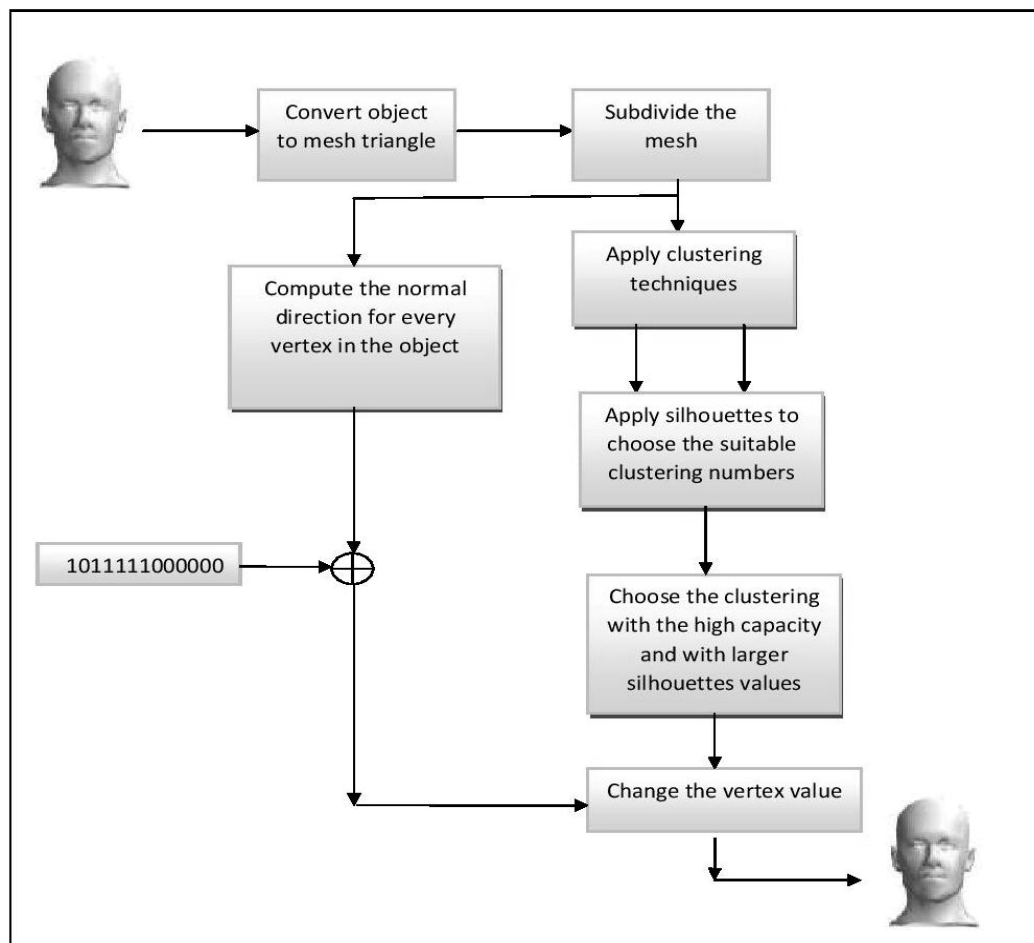 Convert object
to mesh triangle
Subdivide the
mesh
Compute the normal
direction for every
vertex in the object
Apply clustering
techniques
Apply silhouettes to
choose the suitable
clustering numbers
1011111000000
Choose the clustering
with the high capacity
and with larger
silhouettes values
Change the vertex value